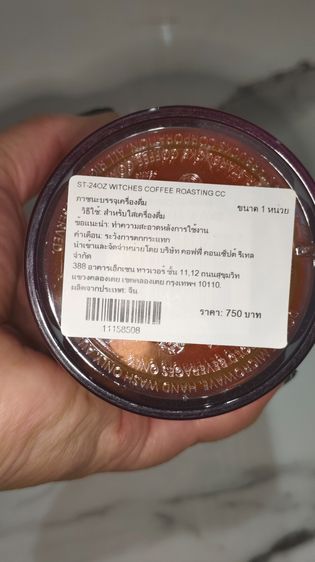 ST-24OZ WITCHES COFFEE ROASTING CC
ภาชนะบรรจุเครื่องดื่ม
ขนาด 1 หน่วย
วิธีใช้: สำหรับใส่เครื่องดื่ม
ข้อแนะนำ: ทำความสะอาดหลังการใช้งาน
คำเตือน: ระวังการตกกระแทก
นำเข้าและจัดจำหน่ายโดย บริษัท คอฟฟี่ คอนเซ็ปต์ รีเทล
จำกัด
388 อาคารเอ็กเชน ทาวเวอร์ ชั้น 11,12 ถนนสุขุมวิท
แขวงคลองเตย เขตคลองเตย กรุงเทพฯ 10110.
ผลิตจากประเทศ: จีน
ราคา: 750 บาท
11158508
HAND WASH ONLY